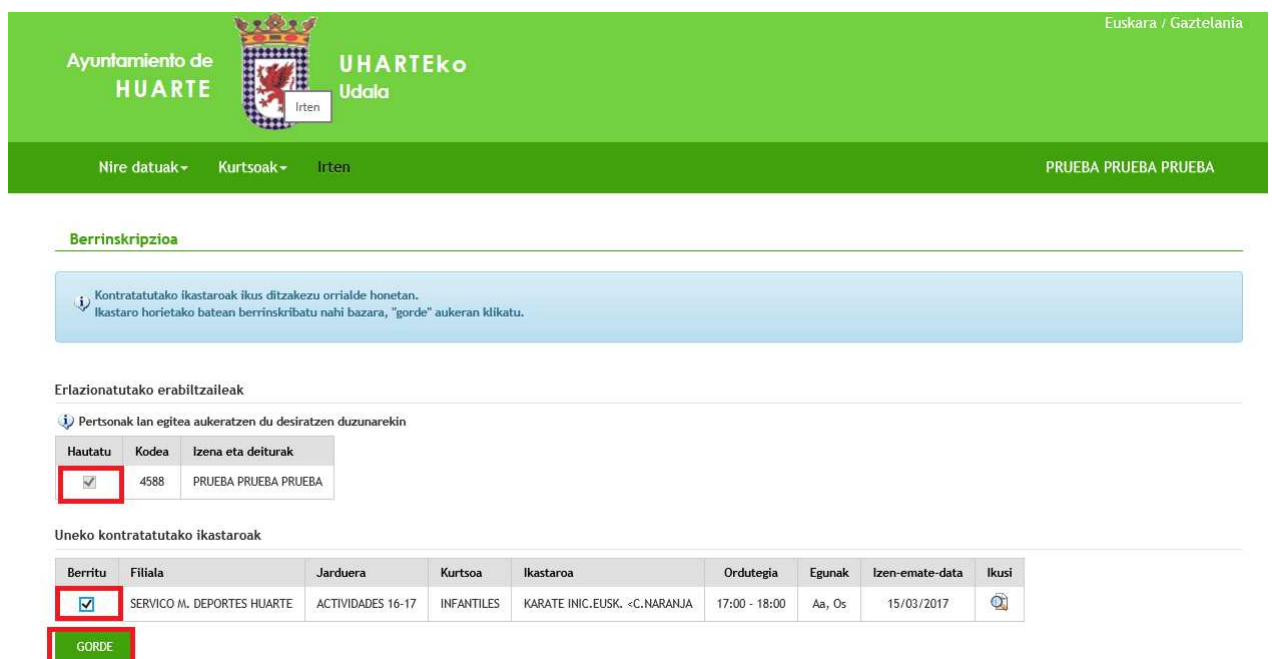 Euskara / Gaztelania
Ayuntamiento de
HUARTE
UHARTEko
Udala
Irten
Nire datuak Kurtsoak Irten PRUEBA PRUEBA PRUEBA
Berrinskripzioa
Kontratatutako ikastaroak ikus ditzakezu orrialde honetan.
Ikastaro horietako batean berrinskribatu nahi bazara, "gorde" aukeran klikatu.
Erlazionatutako erabiltzaileak
Pertsonak lan egitea aukeratzen du desiratzen duzunarekin
Hautatu Kodea Izena eta deiturak
4588 PRUEBA PRUEBA PRUEBA
Uneko kontratatutako ikastaroak
Berritu Filiala Jarduera Kurtsoa Ikastaroa Ordutegia Egunak Izen-emate-data Ikusi
SERVICO M. DEPORTES HUARTE ACTIVIDADES 16-17 INFANTILES KARATE INIC.EUSK. <C.NARANJA 17:00 - 18:00 Aa, Os 15/03/2017
GORDE